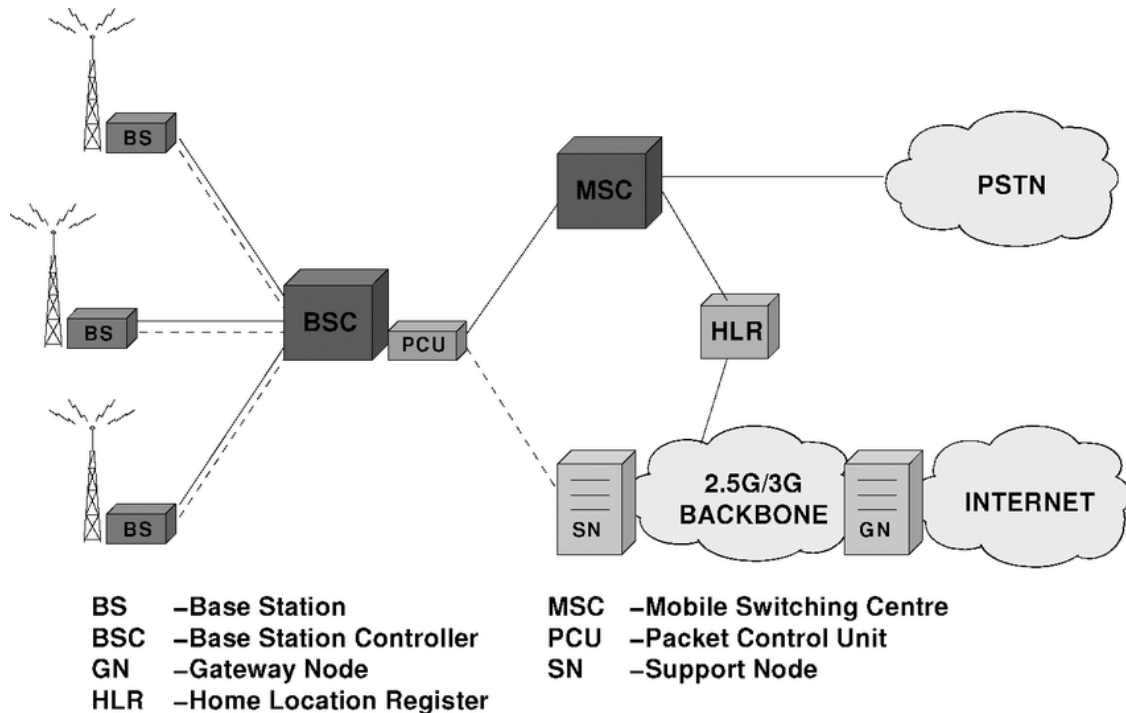 BS
MSC
PSTN
BS
BSC
PCU
HLR
BS
SN
2.5G/3G
BACKBONE
GN
INTERNET
BS –Base Station
BSC –Base Station Controller
GN –Gateway Node
HLR –Home Location Register
MSC –Mobile Switching Centre
PCU –Packet Control Unit
SN –Support Node